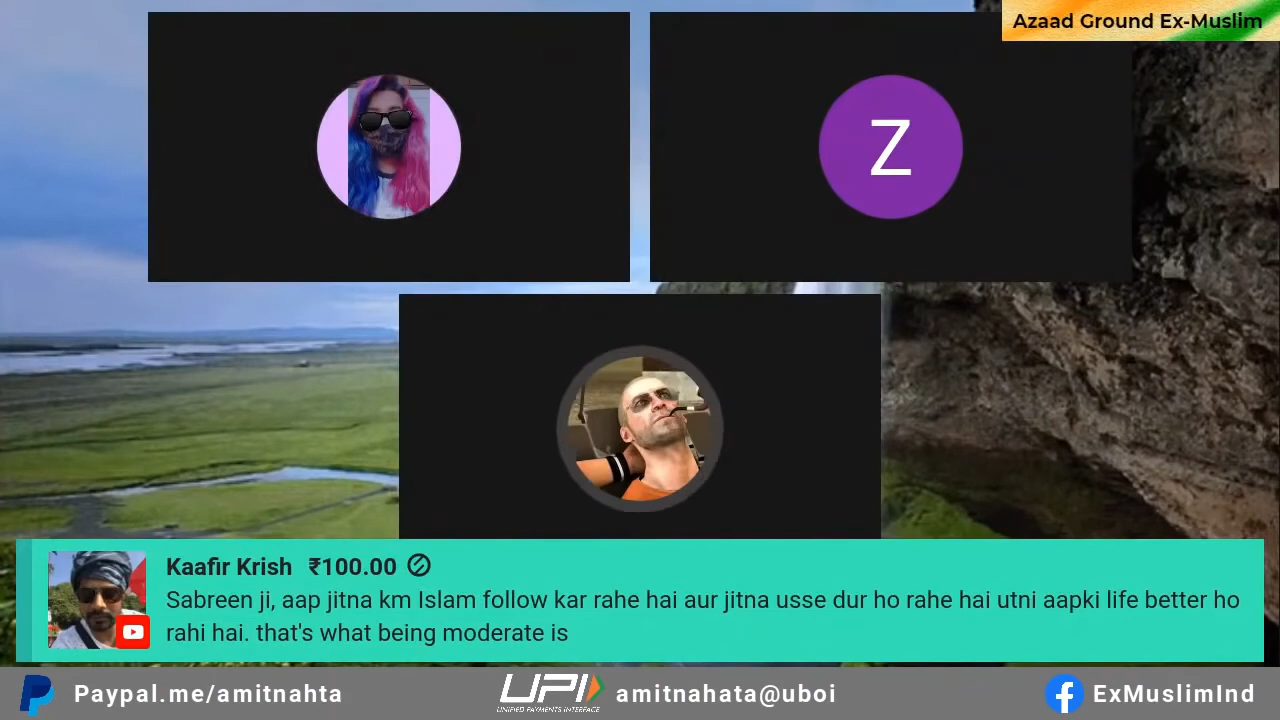 Azaad Ground Ex-Muslim
Z
Kaafir Krish ₹100.00
Sabreen ji, aap jitna km Islam follow kar rahe hai aur jitna usse dur ho rahe hai utni aapki life better ho
rahi hai. that's what being moderate is
Paypal.me/amitnahta
UPI
UNIFIED PAYMENTS INTERFACE
amitnahata@uboi
ExMuslimInd